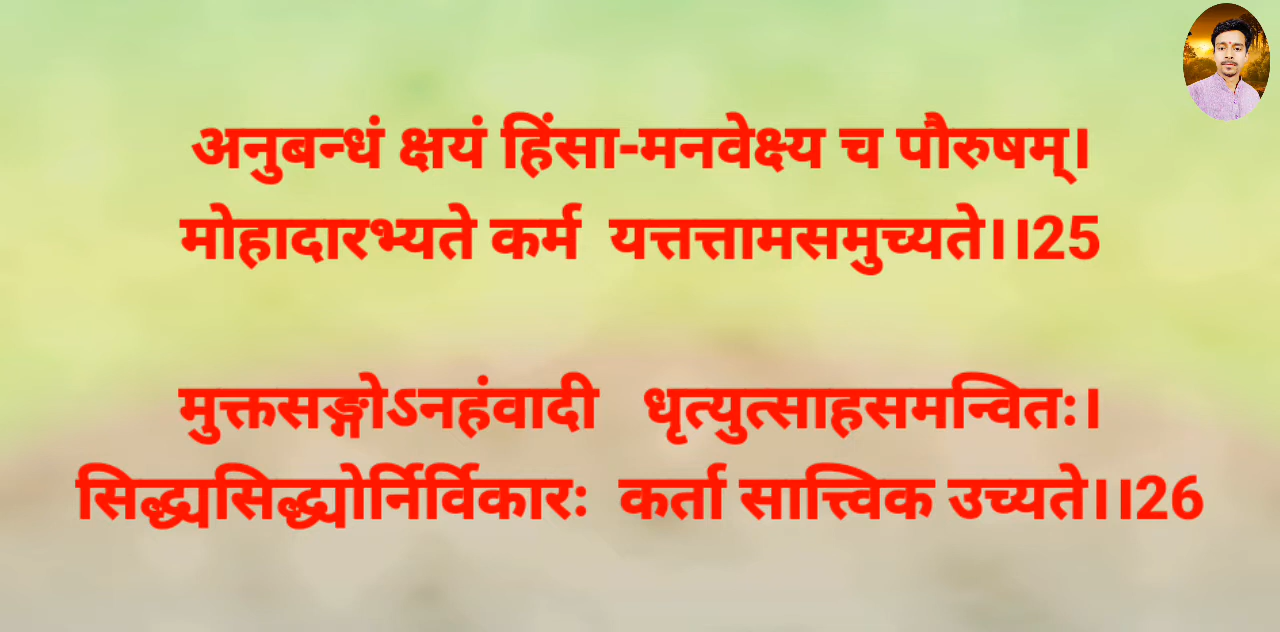 अनुबन्धं क्षयं हिंसा-मनवेक्ष्य च पौरुषम्।
मोहादारभ्यते कर्म यत्तत्तामसमुच्यते।।25
मुक्तसङ्गोऽनहंवादी धृत्युत्साहसमन्वितः।
सिद्ध्यसिद्ध्योर्निर्विकारः कर्ता सात्त्विक उच्यते।।26